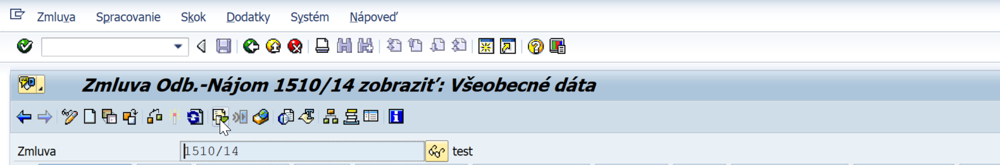 Zmluva Spracovanie Skok Dodatky Systém Nápoveď
Zmluva Odb.-Nájom 1510/14 zobraziť: Všeobecné dáta
Zmluva 1510/14 test